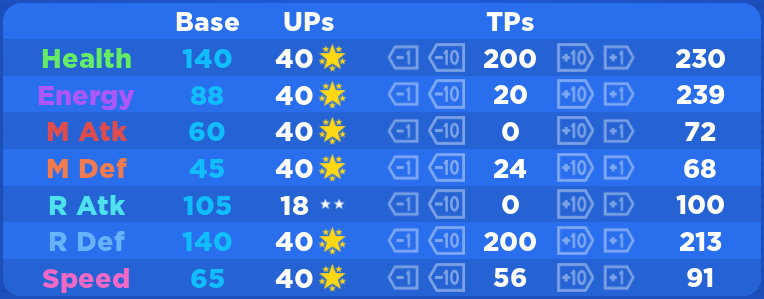 Base UPs TPs
Health 140 40 -1 -10 200 +10 +1 230
Energy 88 40 -1 -10 20 +10 +1 239
M Atk 60 40 -1 -10 0 +10 +1 72
M Def 45 40 -1 -10 24 +10 +1 68
R Atk 105 18 -1 -10 0 +10 +1 100
R Def 140 40 -1 -10 200 +10 +1 213
Speed 65 40 -1 -10 56 +10 +1 91